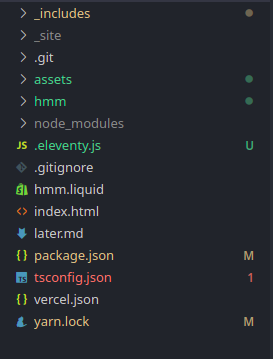 _includes
_site
.git
assets
hmm
node_modules
JS .eleventy.js U
.gitignore
hmm.liquid
index.html
later.md
{} package.json M
TS tsconfig.json 1
{} vercel.json
yarn.lock M